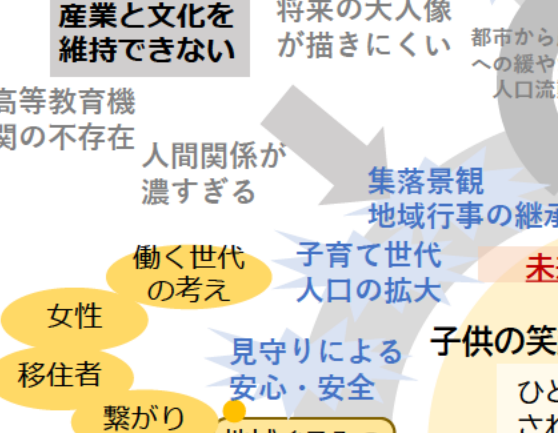 産業と文化を
維持できない
将来の大人像
が描きにくい
都市から
への緩や
人口流
高等教育機
関の不存在
人間関係が
濃すぎる
集落景観
地域行事の継承
働く世代
の考え
子育て世代
人口の拡大
未
女性
見守りによる
安心・安全
子供の笑
移住者
ひと
繋がり